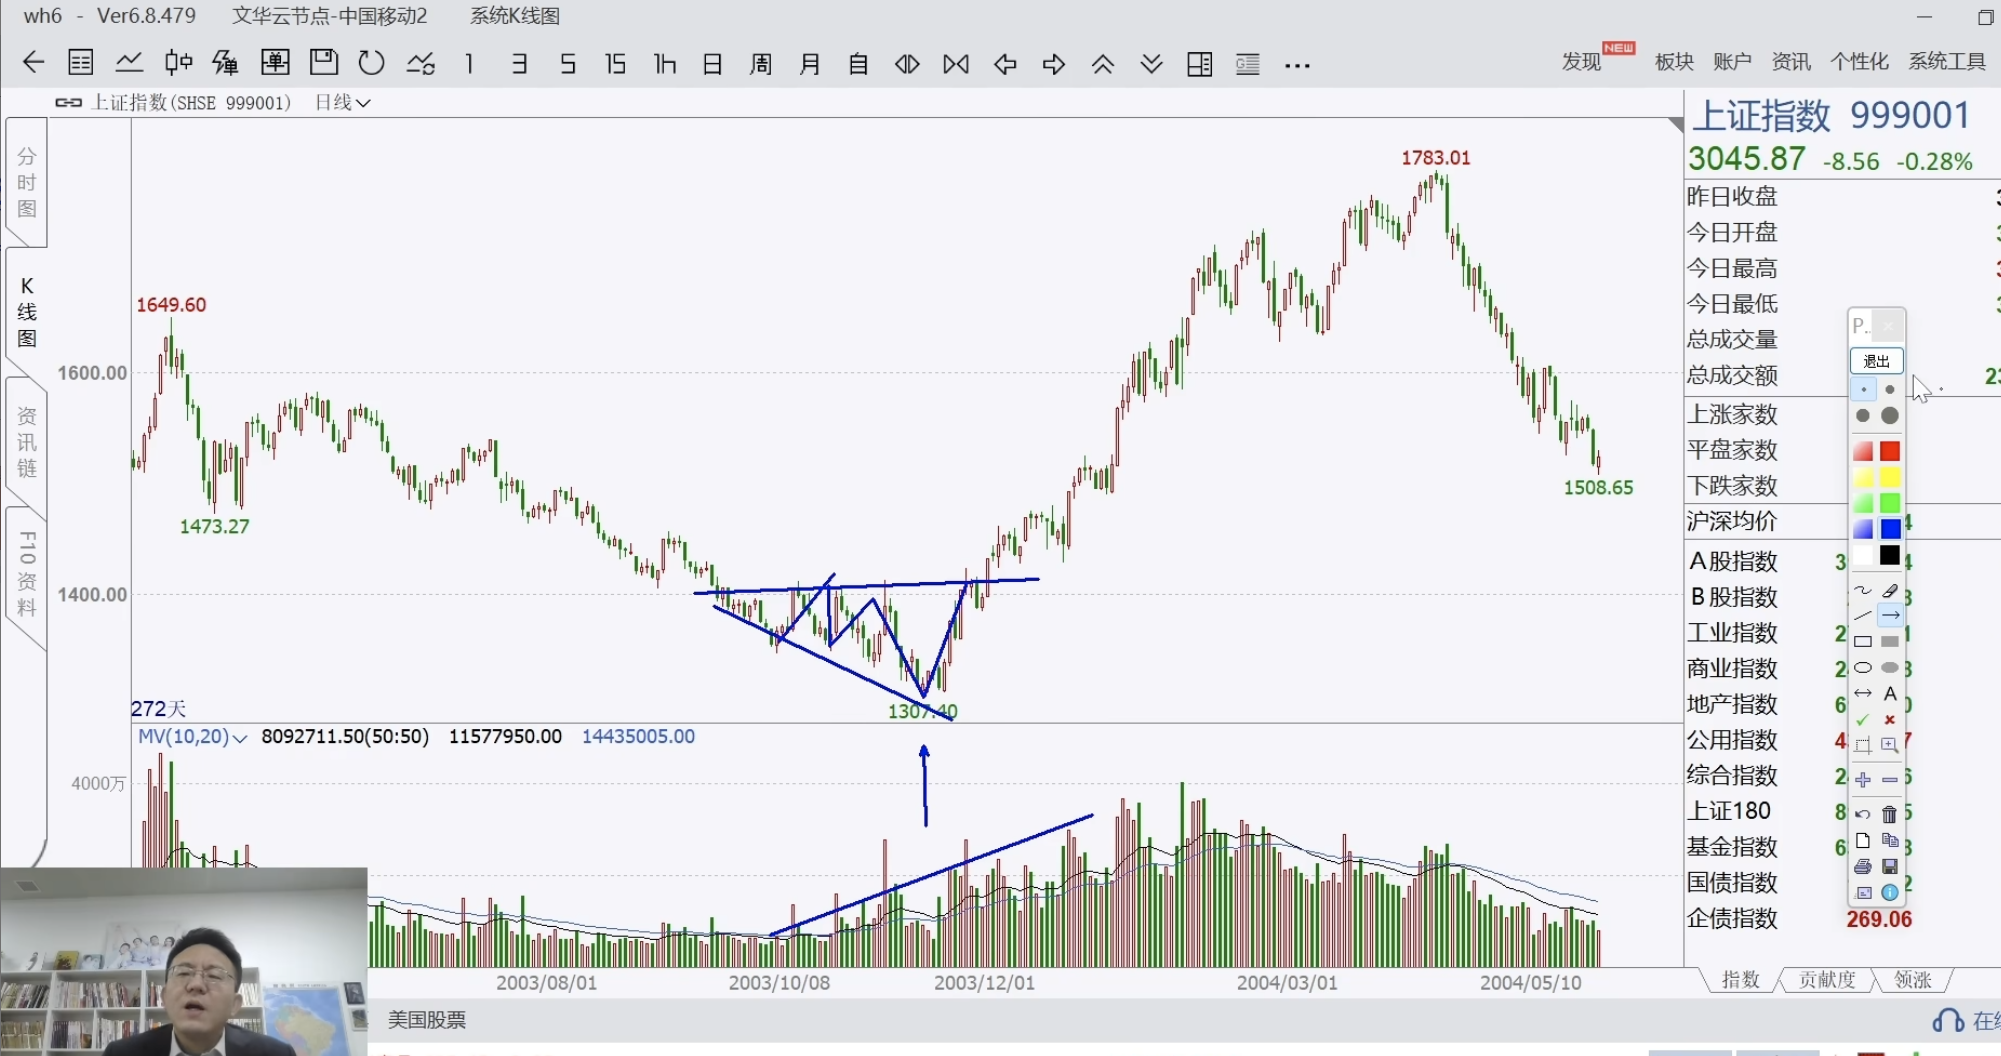 wh6 - Ver6.8.479 文华云节点-中国移动2 系统K线图
1 3 5 15 1h 日 周 月 自 ... 发现 NEW 板块 账户 资讯 个性化 系统工具
上证指数(SHSE 999001) 日线
分时图
K线图
资讯链
F10资料
1783.01
1649.60
1600.00
1508.65
1473.27
1400.00
1307.40
272天
MV(10,20) 8092711.50(50:50) 11577950.00 14435005.00
4000万
2003/08/01 2003/10/08 2003/12/01 2004/03/01 2004/05/10
美国股票
上证指数 999001
3045.87 -8.56 -0.28%
昨日收盘
今日开盘
今日最高
今日最低
总成交量
总成交额
上涨家数
平盘家数
下跌家数
沪深均价
A股指数
B股指数
工业指数
商业指数
地产指数
公用指数
综合指数
上证180
基金指数
国债指数
企债指数 269.06
指数 贡献度 领涨
P..
退出
A